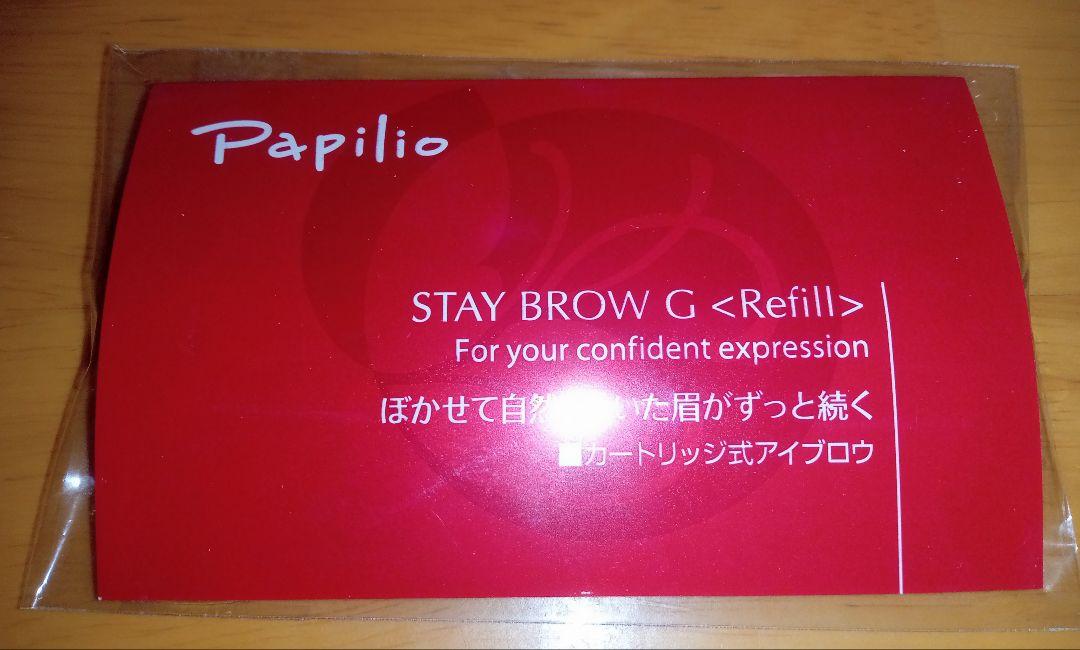 Papilio
STAY BROW G <Refill>
For your confident expression
ぼかせて自然いた眉がずっと続く
■カートリッジ式アイブロウ